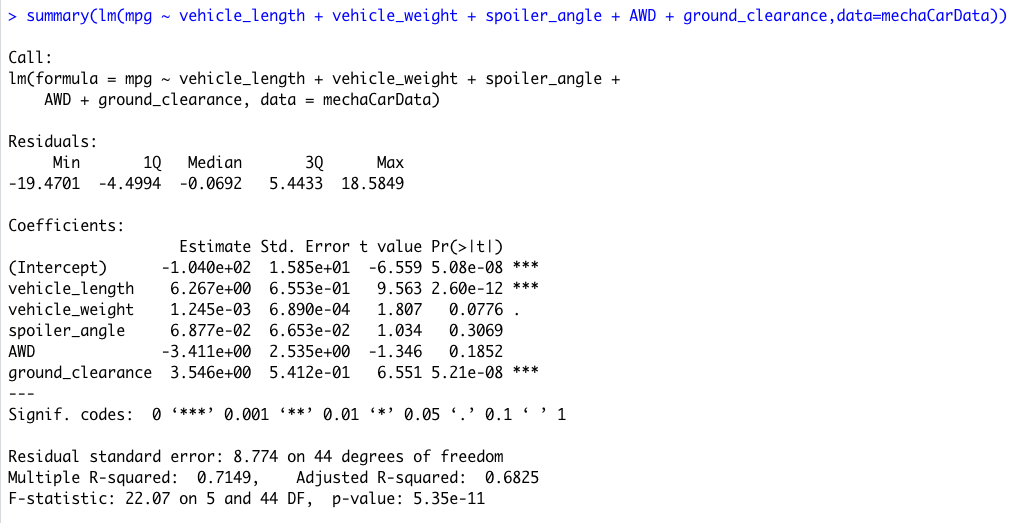 > summary(lm(mpg ~ vehicle_length + vehicle_weight + spoiler_angle + AWD + ground_clearance,data=mechaCarData))
Call:
lm(formula = mpg ~ vehicle_length + vehicle_weight + spoiler_angle +
    AWD + ground_clearance, data = mechaCarData)
Residuals:
     Min       1Q   Median       3Q      Max
-19.4701  -4.4994  -0.0692   5.4433  18.5849
Coefficients:
                   Estimate Std. Error t value Pr(>|t|)
(Intercept)      -1.040e+02  1.585e+01  -6.559 5.08e-08 ***
vehicle_length    6.267e+00  6.553e-01   9.563 2.60e-12 ***
vehicle_weight    1.245e-03  6.890e-04   1.807   0.0776 .
spoiler_angle     6.877e-02  6.653e-02   1.034   0.3069
AWD              -3.411e+00  2.535e+00  -1.346   0.1852
ground_clearance  3.546e+00  5.412e-01   6.551 5.21e-08 ***
---
Signif. codes:  0 ‘***’ 0.001 ‘**’ 0.01 ‘*’ 0.05 ‘.’ 0.1 ‘ ’ 1
Residual standard error: 8.774 on 44 degrees of freedom
Multiple R-squared:  0.7149,    Adjusted R-squared:  0.6825
F-statistic: 22.07 on 5 and 44 DF,  p-value: 5.35e-11